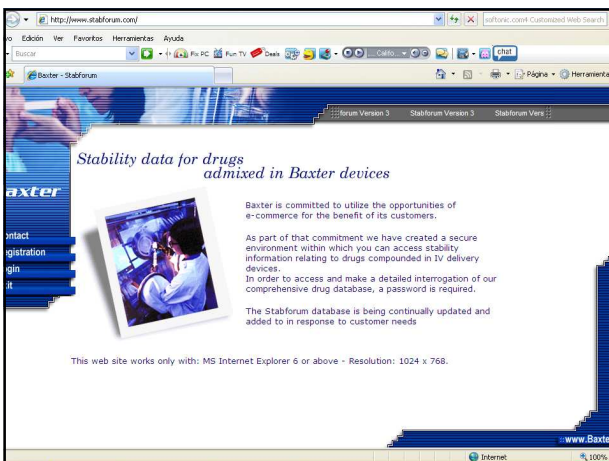 http://www.stabforum.com/
softonic.com4 Customized Web Search
vo Edición Ver Favoritos Herramientas Ayuda
Buscar
Fix PC Fun TV Deals Califo... chat
Baxter - Stabforum
Página Herramienta
forum Version 3 Stabforum Version 3 Stabforum Vers
Stability data for drugs
admixed in Baxter devices
axter
ontact
egistration
ogin
it
Baxter is committed to utilize the opportunities of
e-commerce for the benefit of its customers.
As part of that commitment we have created a secure
environment within which you can access stability
information relating to drugs compounded in IV delivery
devices.
In order to access and make a detailed interrogation of our
comprehensive drug database, a password is required.
The Stabforum database is being continually updated and
added to in response to customer needs
This web site works only with: MS Internet Explorer 6 or above - Resolution: 1024 x 768.
::www.Baxte
Internet 100%